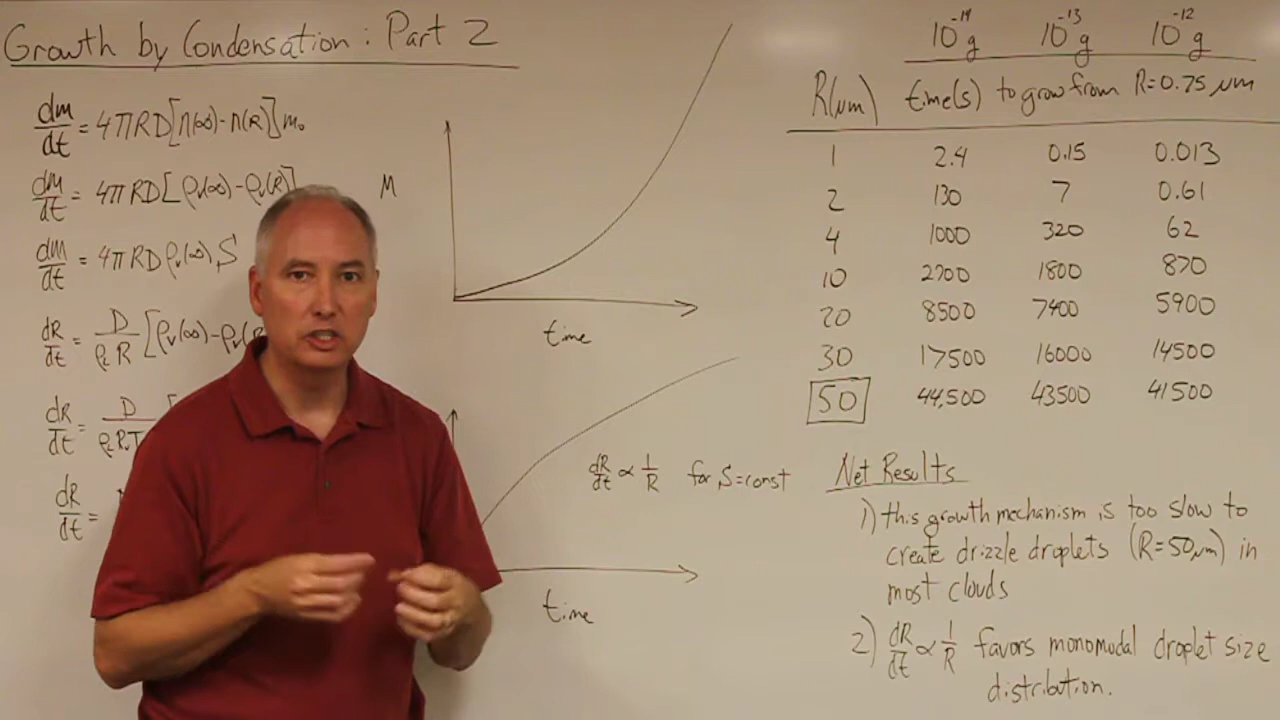 Growth by Condensation: Part 2
dm/dt = 4πRD[n(∞)-n(R)]m₀
dm/dt = 4πRD[ρᵥ(∞)-ρᵥ(R)]
dm/dt = 4πRDρᵥ(∞)S
dR/dt = D/ρ_L R [ρᵥ(∞)-ρᵥ(R
dR/dt = D/ρ_L RᵥT
dR/dt =
M
time
dR/dt ∝ 1/R for S=const
time
10⁻¹⁴g 10⁻¹³g 10⁻¹²g
R(μm) time(s) to grow from R=0.75 μm
1 2.4 0.15 0.013
2 130 7 0.61
4 1000 320 62
10 2700 1800 870
20 8500 7400 5900
30 17500 16000 14500
50 44,500 43500 41500
Net Results
1) this growth mechanism is too slow to
create drizzle droplets (R=50μm) in
most clouds
2) dR/dt ∝ 1/R favors monomodal droplet size
distribution.